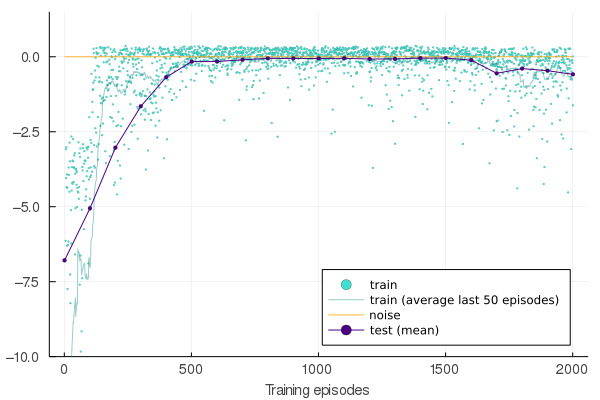 0.0
−2.5
−5.0
−7.5
−10.0
train
train (average last 50 episodes)
noise
test (mean)
0 500 1000 1500 2000
Training episodes